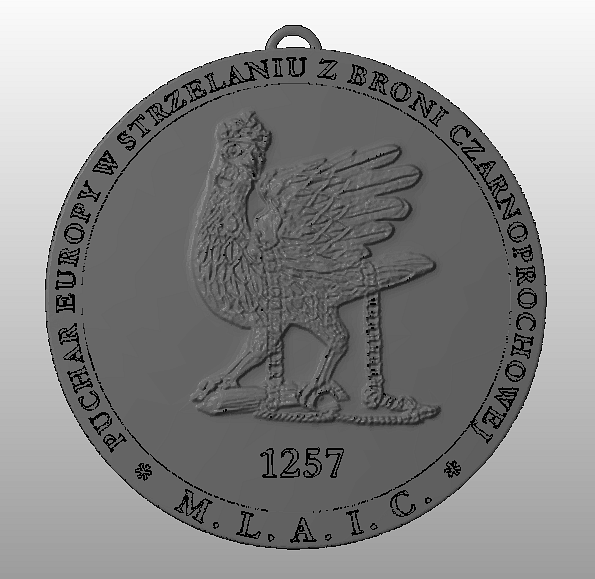 PUCHAR EUROPY W STRZELANIU Z BRONI CZARNOPROCHOWEJ
1257
* M. L. A. I. C. *